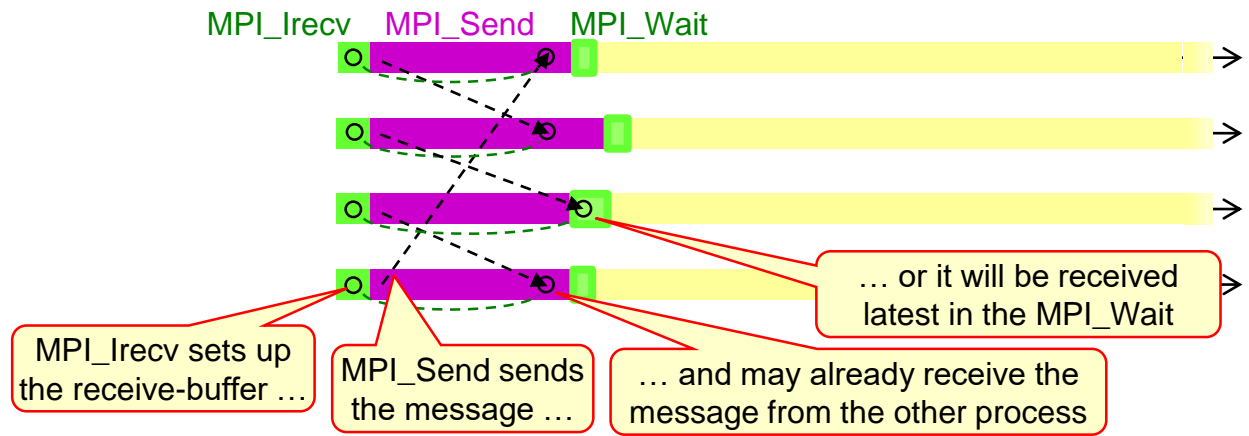 MPI_Irecv MPI_Send MPI_Wait
… or it will be received
latest in the MPI_Wait
MPI_Irecv sets up
the receive-buffer …
MPI_Send sends
the message …
… and may already receive the
message from the other process